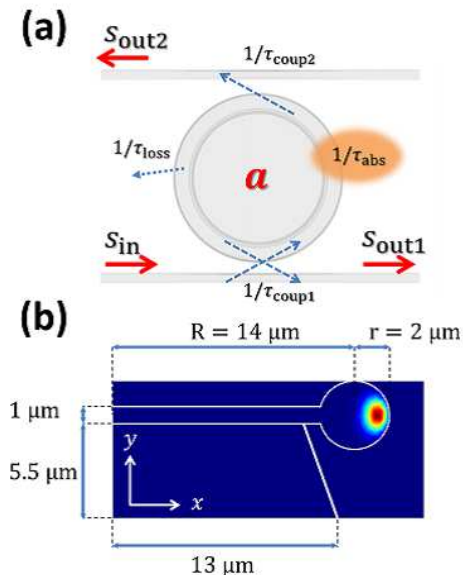 (a)
Sout2
1/τcoup2
1/τloss
a
1/τabs
Sin
Sout1
1/τcoup1
(b)
R = 14 μm
r = 2 μm
1 μm
5.5 μm
y
x
13 μm